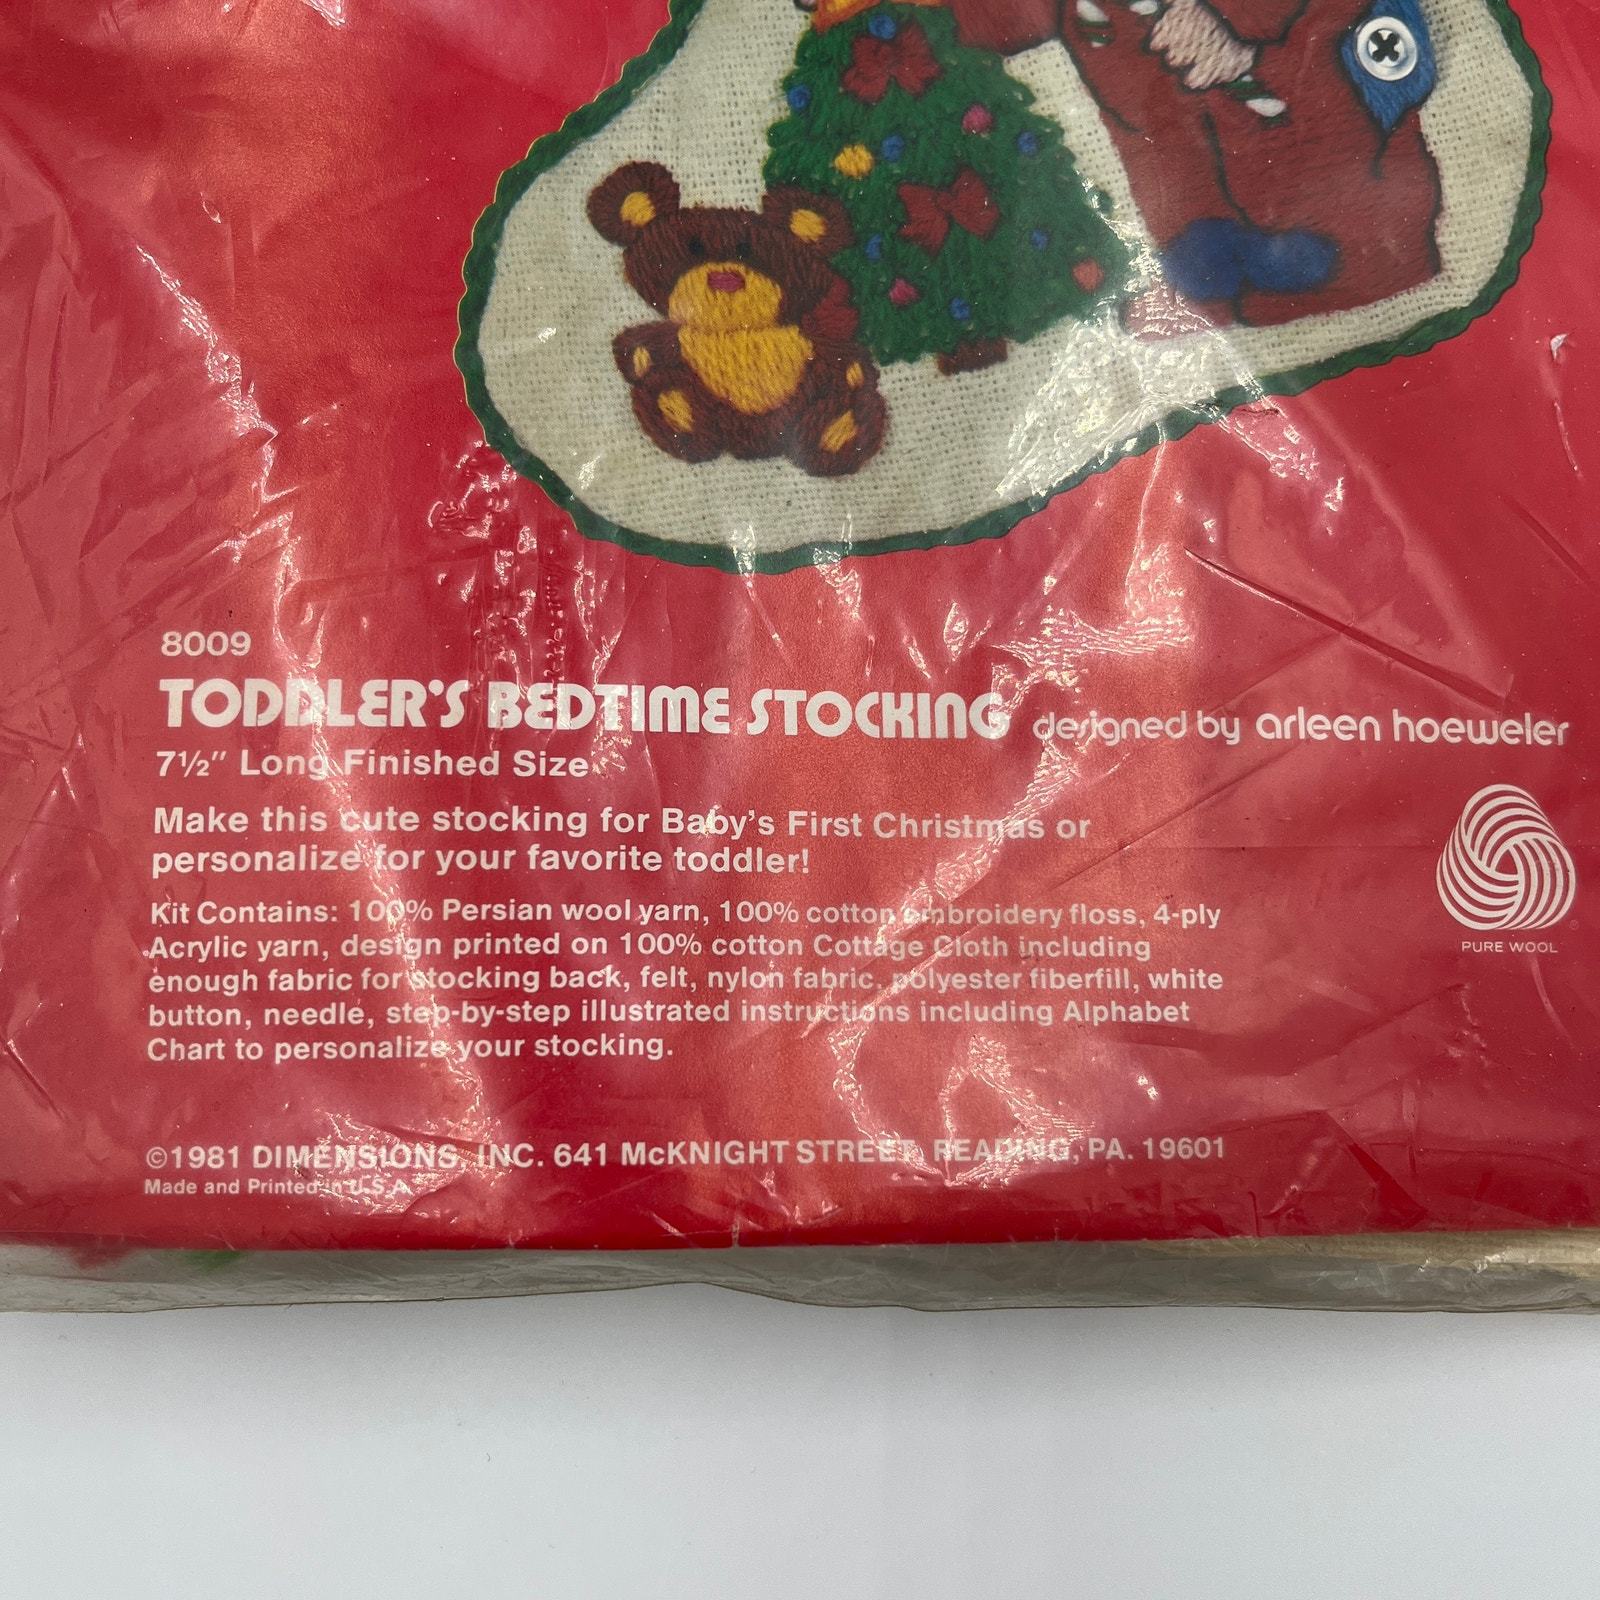 8009
TODDLER'S BEDTIME STOCKING designed by arleen hoeweler
7½" Long Finished Size
Make this cute stocking for Baby's First Christmas or
personalize for your favorite toddler!
Kit Contains: 100% Persian wool yarn, 100% cotton embroidery floss, 4-ply
Acrylic yarn, design printed on 100% cotton Cottage Cloth including
enough fabric for stocking back, felt, nylon fabric, polyester fiberfill, white
button, needle, step-by-step illustrated instructions including Alphabet
Chart to personalize your stocking.
PURE WOOL
©1981 DIMENSIONS, INC. 641 McKNIGHT STREET, READING, PA. 19601
Made and Printed in U.S.A.